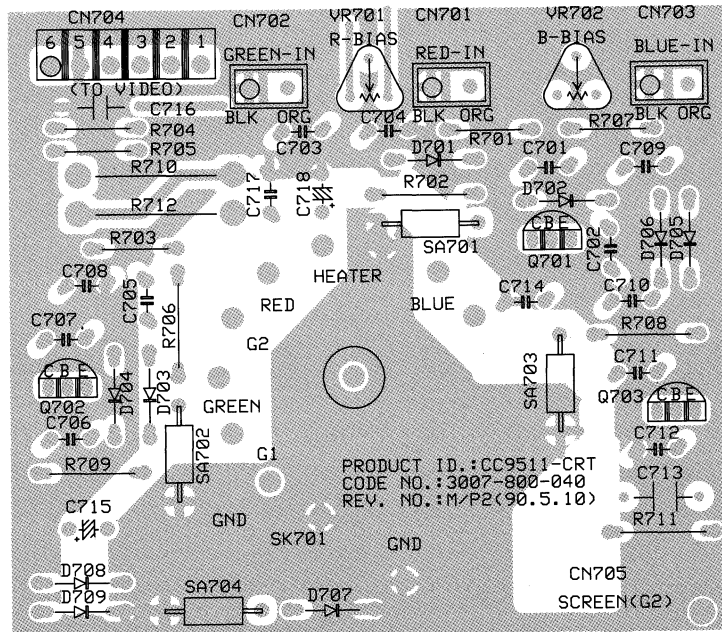 CN704
CN702
VR701
CN701
VR702
CN703
R-BIAS
B-BIAS
6 5 4 3 2 1
GREEN-IN
RED-IN
BLUE-IN
(TO VIDEO)
C716
BLK ORG
C704
BLK ORG
BLK ORG
R704
C703
R701
R707
R705
D701
C701
C709
R710
C717
C718
R702
D702
R712
CBE
C702
D706
D705
R703
SA701
Q701
C708
C705
HEATER
C714
C710
RED
BLUE
C707
R706
R708
G2
CBE
D704
D703
SA703
C711
Q702
GREEN
Q703
CBE
C706
SA702
G1
C712
R709
PRODUCT ID.:CC9511-CRT
CODE NO.:3007-800-040
REV. NO.:M/P2(90.5.10)
C713
C715
GND
R711
SK701
GND
D708
SA704
D707
CN705
D709
SCREEN(G2)